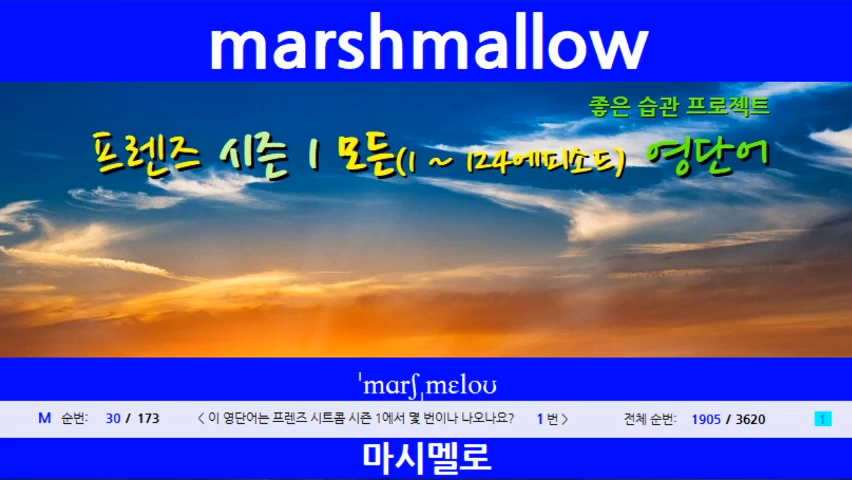 marshmallow
좋은 습관 프로젝트
프렌즈 시즌 1 모든(1 ~ 124에피소드) 영단어
ˈmɑrʃˌmɛloʊ
M 순번: 30 / 173 < 이 영단어는 프렌즈 시트콤 시즌 1에서 몇 번이나 나오나요? 1 번 > 전체 순번: 1905 / 3620 1
마시멜로